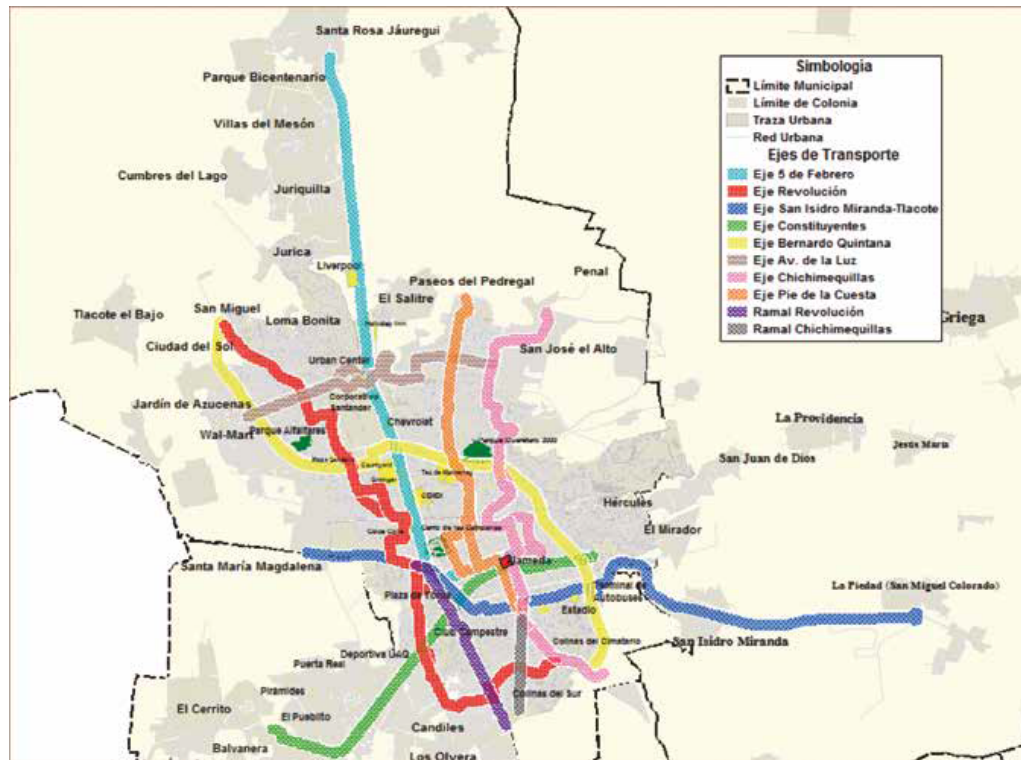 Santa Rosa Jáuregui
Parque Bicentenario
Villas del Mesón
Cumbres del Lago
Juriquilla
Jurica
Liverpool
Paseos del Pedregal
Penal
El Salitre
San Miguel
Tlacote el Bajo
Loma Bonita
Ciudad del Sol
Urban Center
San José el Alto
Griega
Corporativo
Santander
Jardín de Azucenas
Chevrolet
Wal-Mart
Parque Alfalfares
Parque Querétaro 2000
La Providencia
Jesús María
San Juan de Dios
Tec de Monterrey
Hércules
El Mirador
Alameda
Santa María Magdalena
Plaza de Toros
Terminal de
Autobuses
La Piedad (San Miguel Colorado)
Estadio
Club Campestre
Colinas del Cimatario
San Isidro Miranda
Deportiva UAQ
Puerta Real
Pirámides
Colinas del Sur
El Cerrito
El Pueblito
Candiles
Balvanera
Los Olvera
Simbología
Límite Municipal
Límite de Colonia
Traza Urbana
Red Urbana
Ejes de Transporte
Eje 5 de Febrero
Eje Revolución
Eje San Isidro Miranda-Tlacote
Eje Constituyentes
Eje Bernardo Quintana
Eje Av. de la Luz
Eje Chichimequillas
Eje Pie de la Cuesta
Ramal Revolución
Ramal Chichimequillas